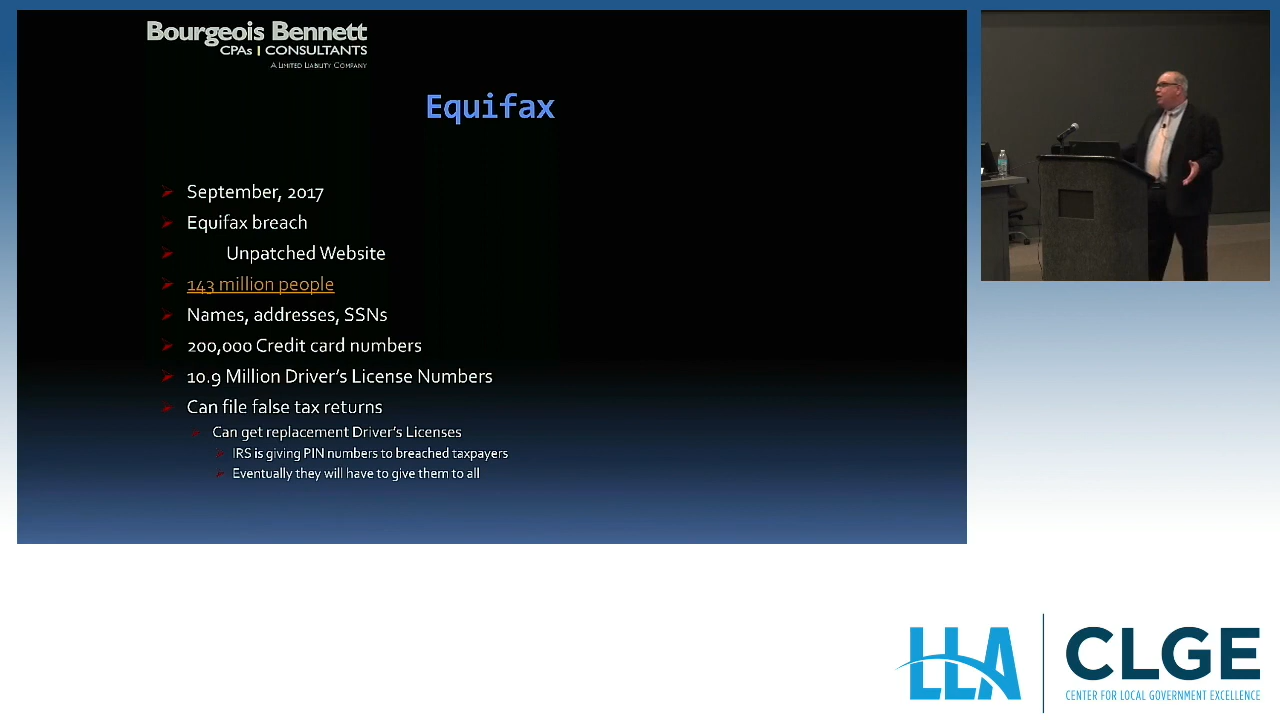 Bourgeois Bennett
CPAs | CONSULTANTS
A LIMITED LIABILITY COMPANY
Equifax
September, 2017
Equifax breach
Unpatched Website
143 million people
Names, addresses, SSNs
200,000 Credit card numbers
10.9 Million Driver's License Numbers
Can file false tax returns
Can get replacement Driver's Licenses
IRS is giving PIN numbers to breached taxpayers
Eventually they will have to give them to all
LLA
CLGE
CENTER FOR LOCAL GOVERNMENT EXCELLENCE